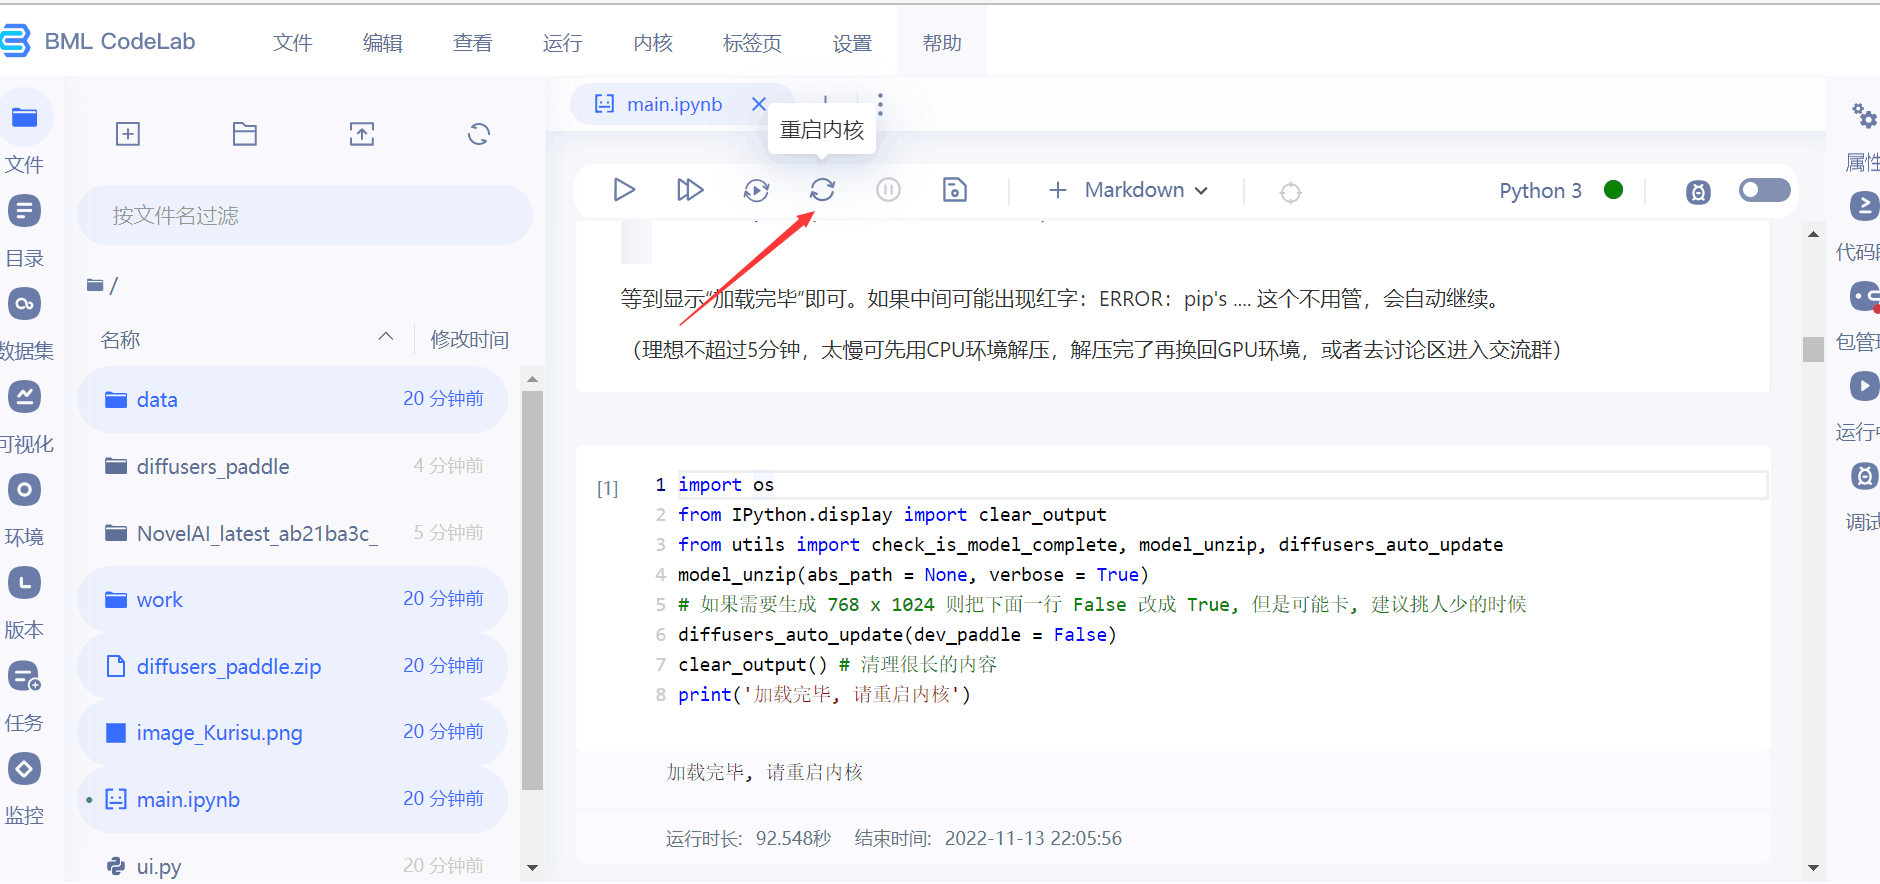 BML CodeLab 文件 编辑 查看 运行 内核 标签页 设置 帮助
main.ipynb
重启内核
Markdown Python 3
文件
目录
数据集
可视化
环境
版本
任务
监控
按文件名过滤
/
名称 修改时间
data 20 分钟前
diffusers_paddle 4 分钟前
NovelAI_latest_ab21ba3c_ 5 分钟前
work 20 分钟前
diffusers_paddle.zip 20 分钟前
image_Kurisu.png 20 分钟前
main.ipynb 20 分钟前
ui.py 20 分钟前
等到显示“加载完毕”即可。如果中间可能出现红字：ERROR：pip's .... 这个不用管，会自动继续。
（理想不超过5分钟，太慢可先用CPU环境解压，解压完了再换回GPU环境，或者去讨论区进入交流群）
[1]
1 import os
2 from IPython.display import clear_output
3 from utils import check_is_model_complete, model_unzip, diffusers_auto_update
4 model_unzip(abs_path = None, verbose = True)
5 # 如果需要生成 768 x 1024 则把下面一行 False 改成 True, 但是可能卡, 建议挑人少的时候
6 diffusers_auto_update(dev_paddle = False)
7 clear_output() # 清理很长的内容
8 print('加载完毕, 请重启内核')
加载完毕, 请重启内核
运行时长: 92.548秒 结束时间: 2022-11-13 22:05:56
属性
代码
包管
运行
调试